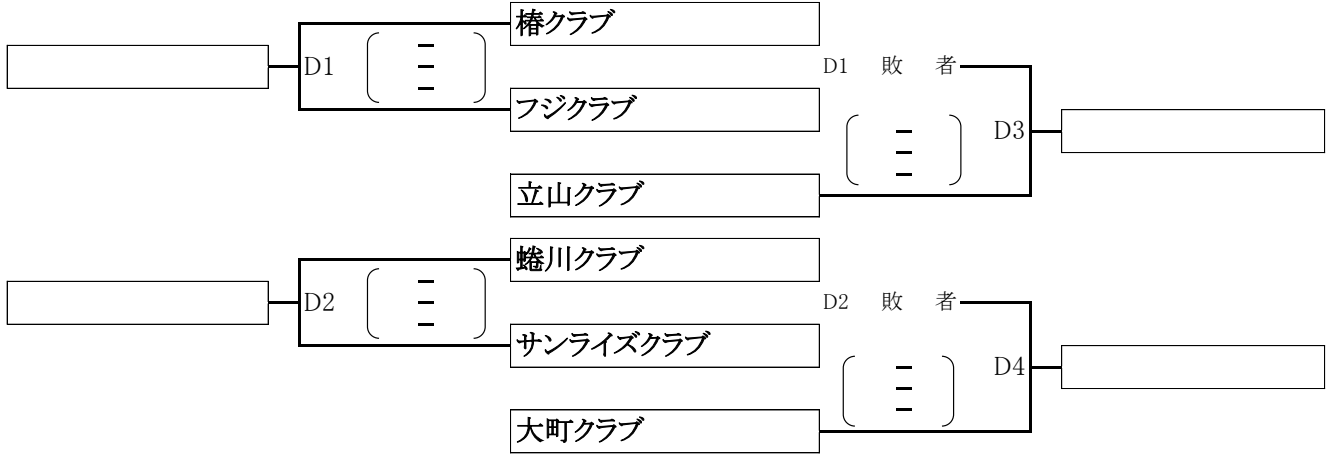 椿クラブ
D1
フジクラブ
D1 敗 者
D3
立山クラブ
蜷川クラブ
D2
サンライズクラブ
D2 敗 者
D4
大町クラブ